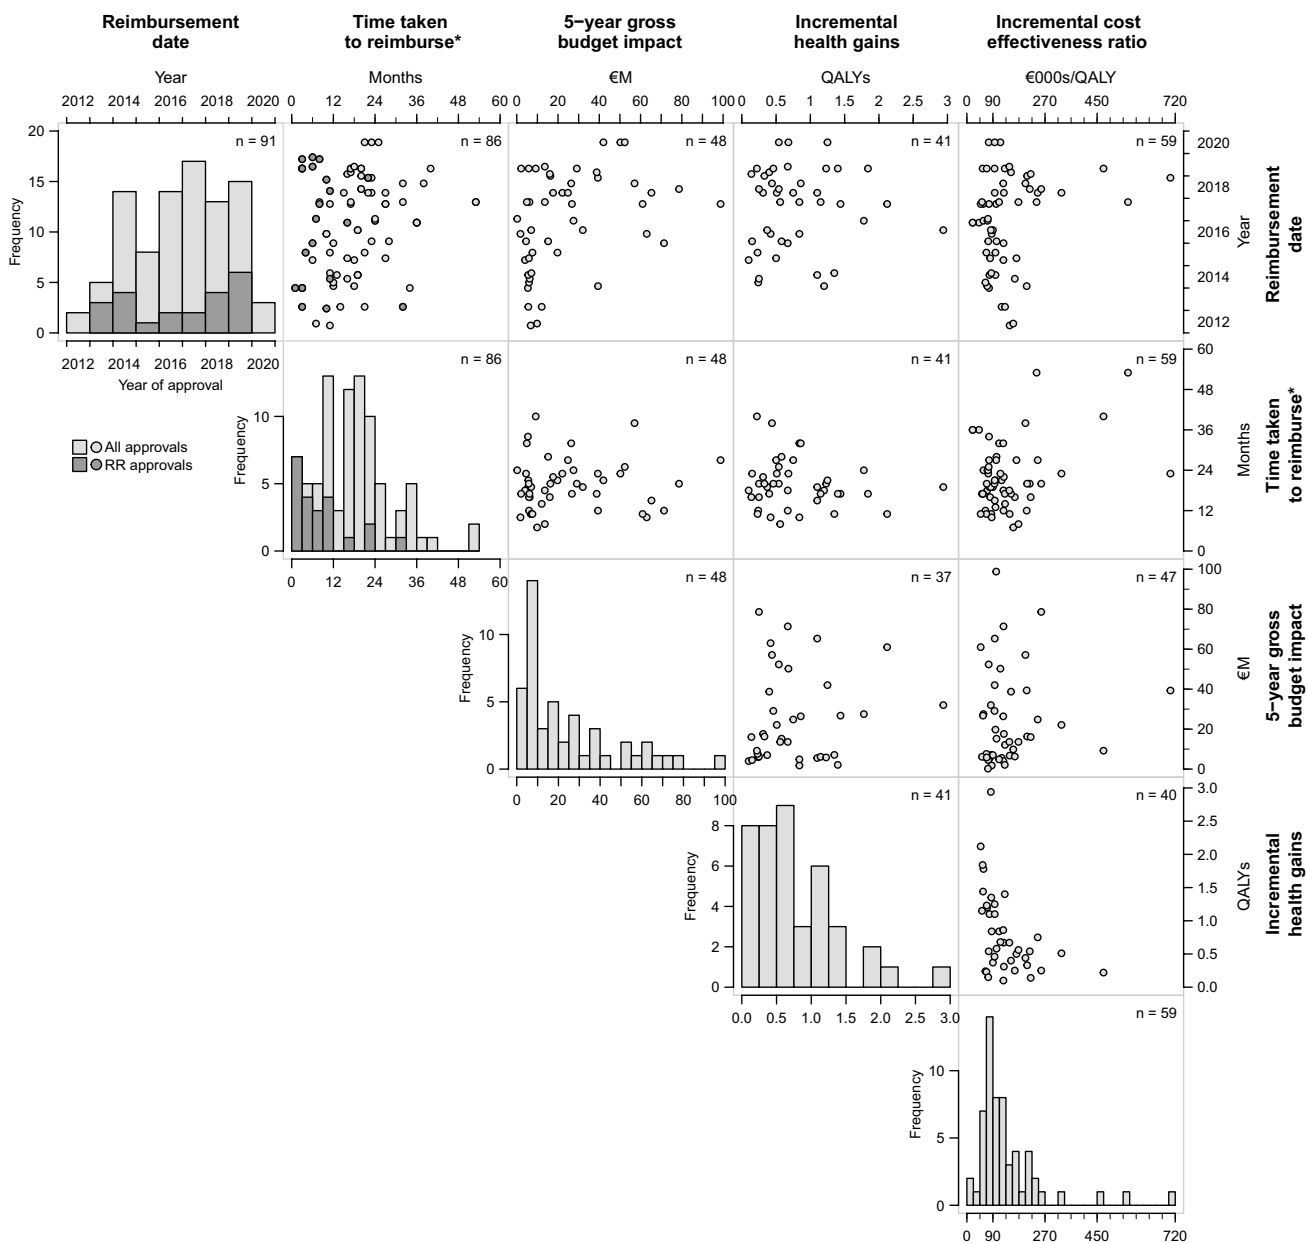 Reimbursement date
Time taken to reimburse*
5−year gross budget impact
Incremental health gains
Incremental cost effectiveness ratio
Year
Months
€M
QALYs
€000s/QALY
2012 2014 2016 2018 2020
0 12 24 36 48 60
0 20 40 60 80 100
0.0 0.5 1.0 1.5 2 3
0 90 270 450 720
20
15
10
5
0
Frequency
n = 91
n = 86
n = 48
n = 41
n = 59
2020
2018
2016
2014
2012
Year
Reimbursement date
2012 2014 2016 2018 2020
Year of approval
All approvals
RR approvals
10
5
0
Frequency
n = 86
n = 48
n = 41
n = 59
60
48
36
24
12
0
Months
Time taken to reimburse*
0 12 24 36 48 60
10
5
0
Frequency
n = 48
n = 37
n = 47
100
80
60
40
20
0
€M
5−year gross budget impact
0 20 40 60 80 100
8
6
4
2
0
Frequency
n = 41
n = 40
3.0
2.5
2.0
1.5
1.0
0.5
0.0
QALYs
Incremental health gains
0.0 0.5 1.0 1.5 2.0 2.5 3.0
10
5
0
Frequency
n = 59
0 90 270 450 720